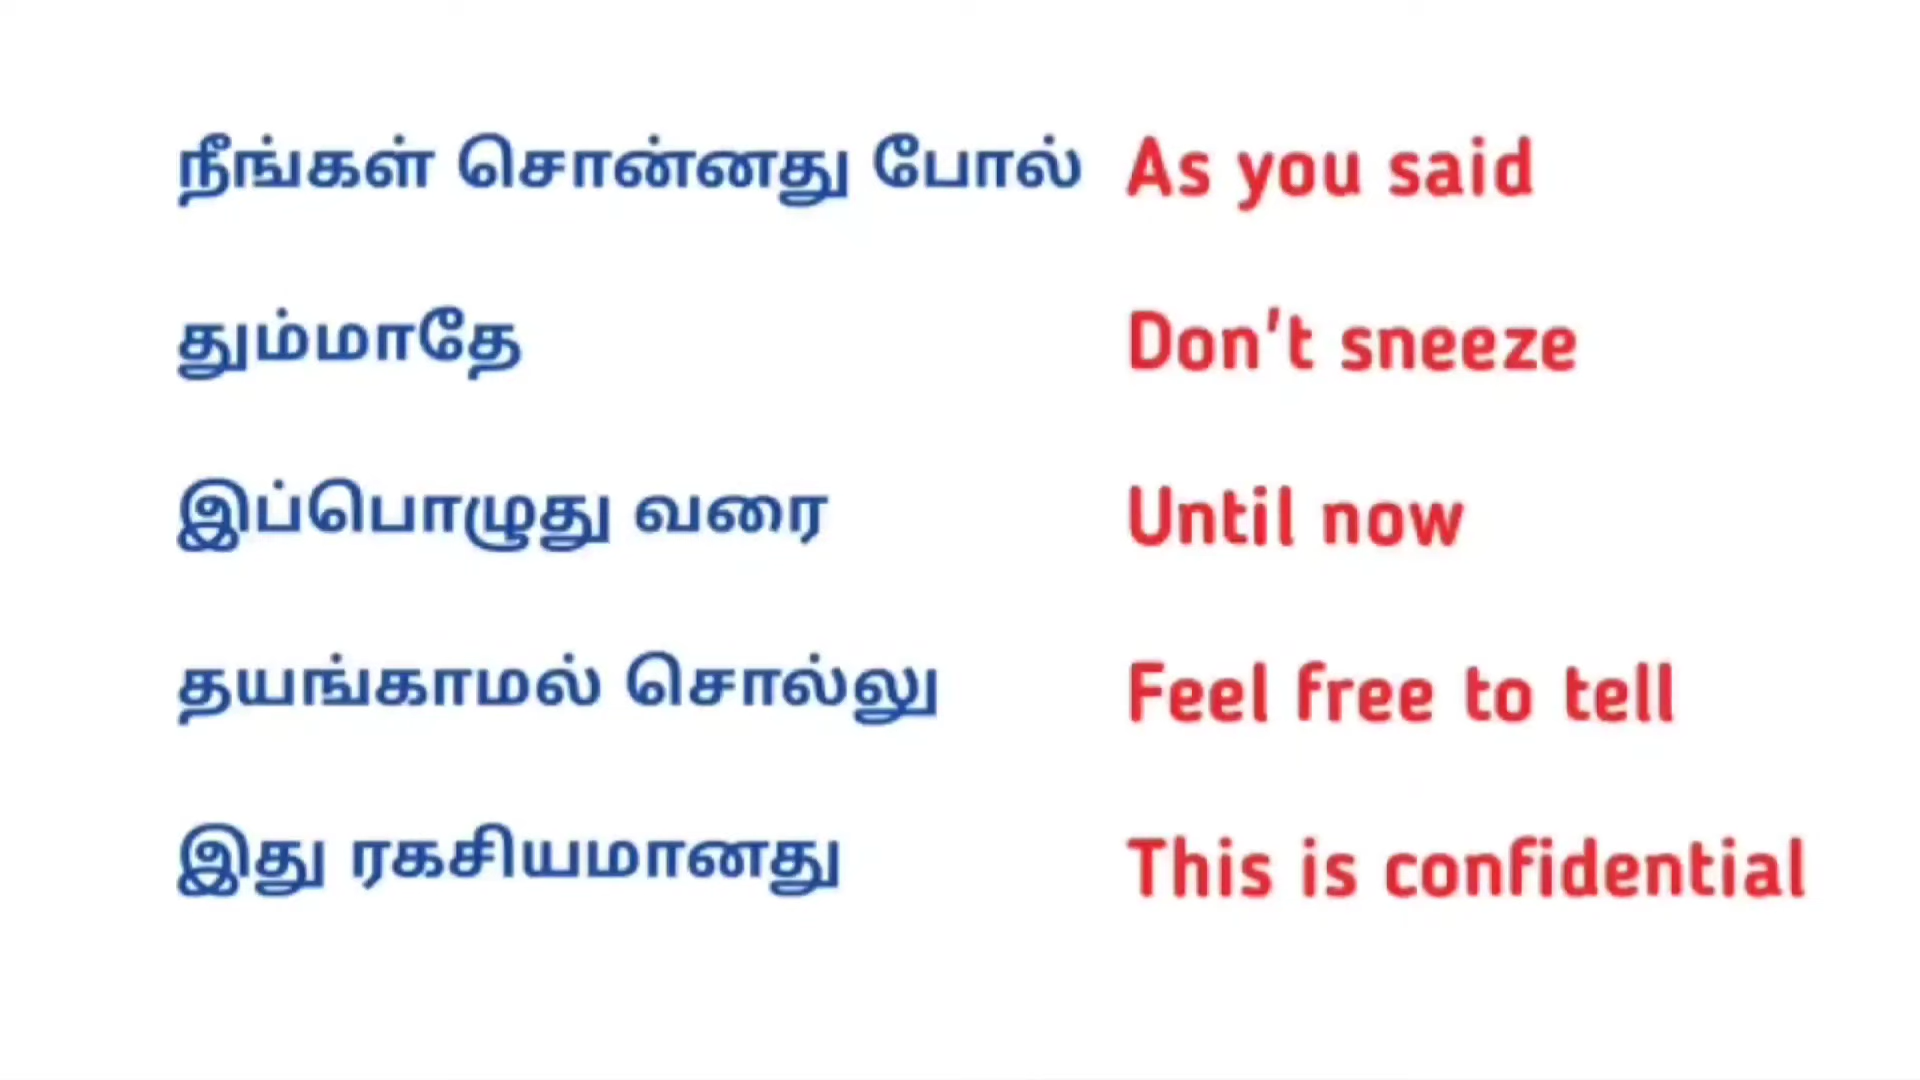 நீங்கள் சொன்னது போல் As you said
தும்மாதே Don't sneeze
இப்பொழுது வரை Until now
தயங்காமல் சொல்லு Feel free to tell
இது ரகசியமானது This is confidential